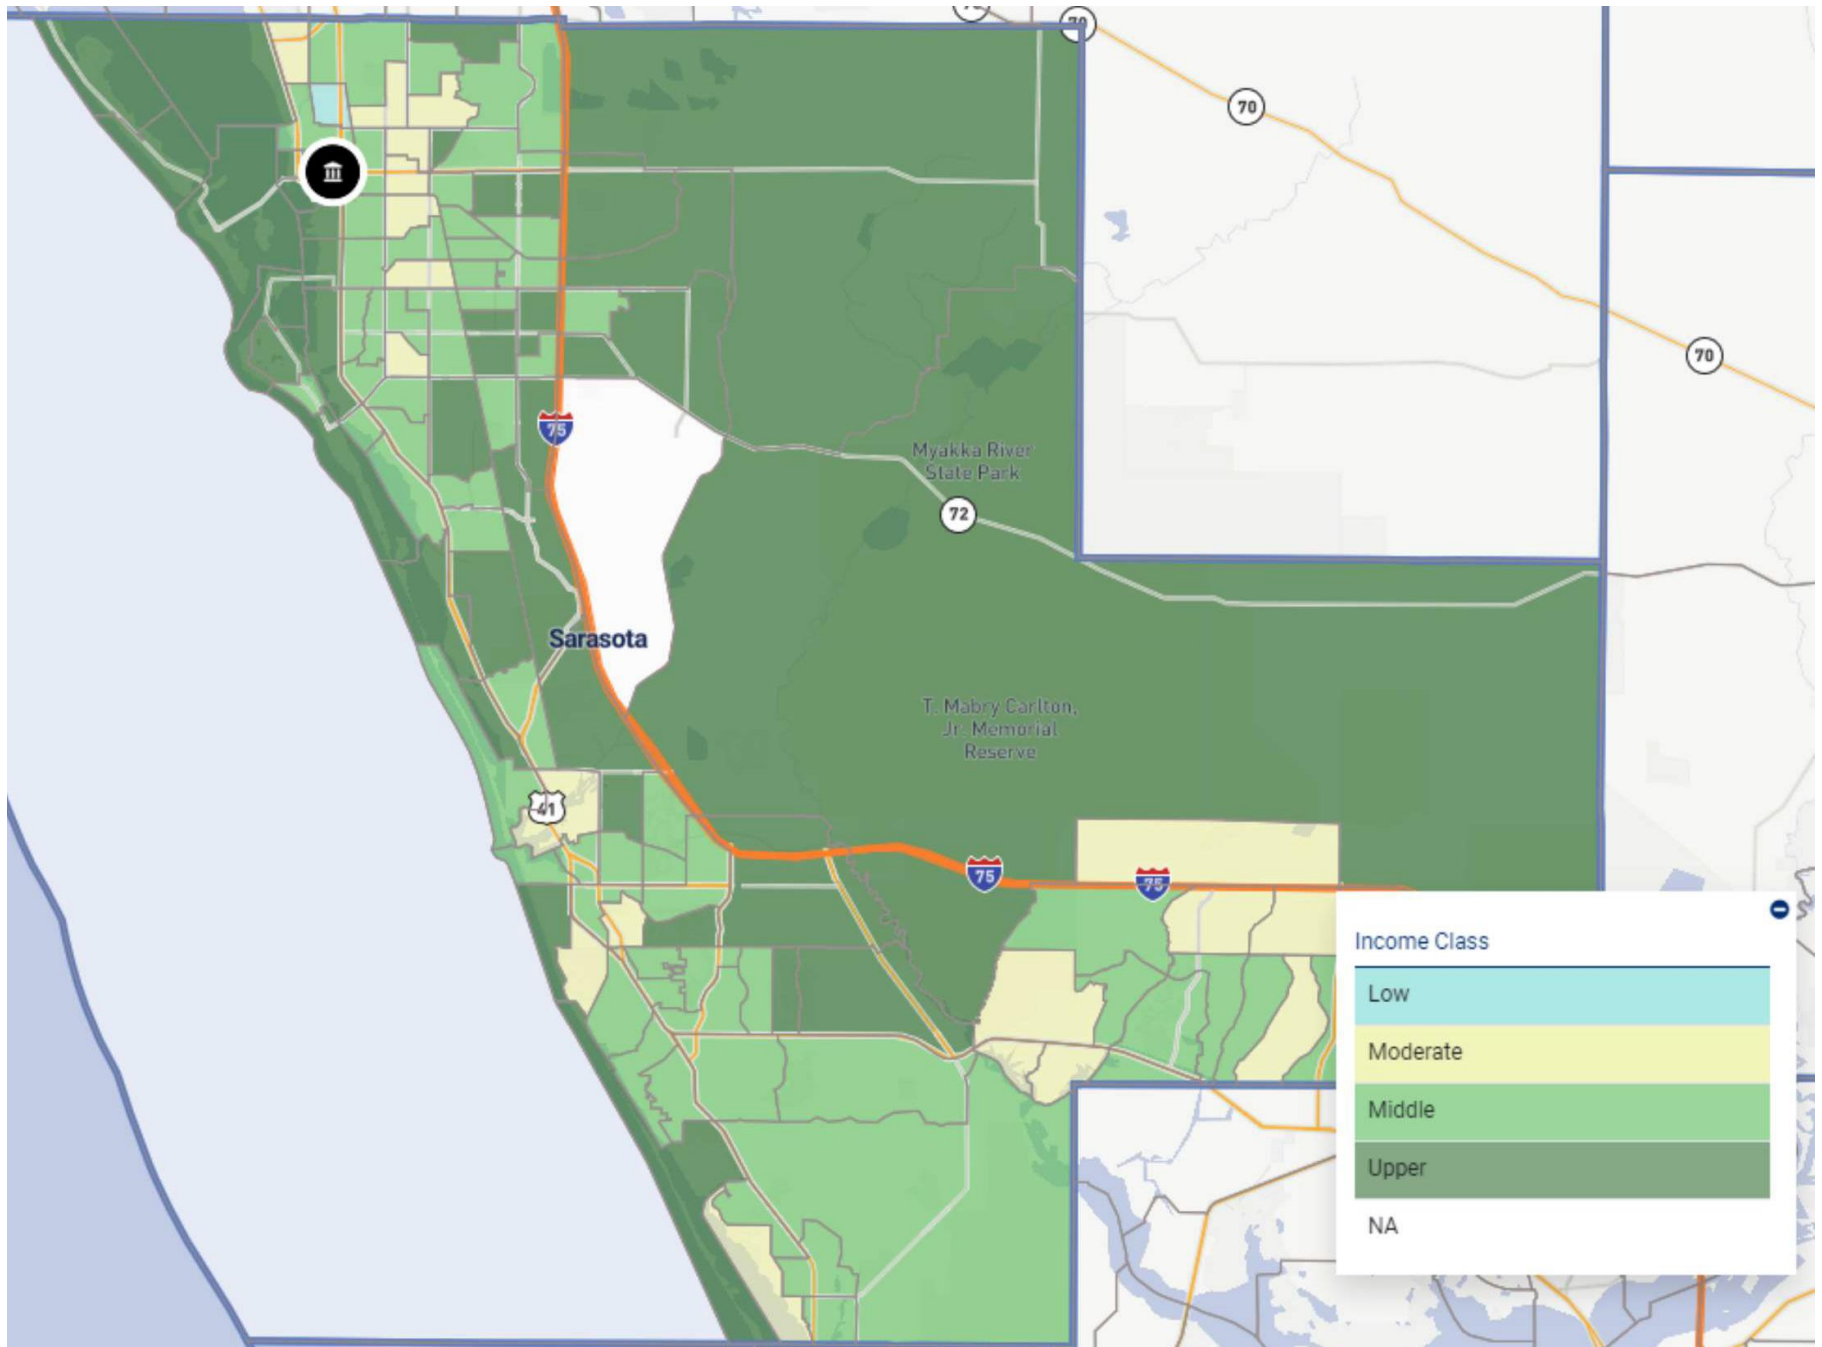 70
70
70
75
Myakka River
State Park
72
Sarasota
T. Mabry Carlton,
Jr. Memorial
Reserve
41
75
75
Income Class
Low
Moderate
Middle
Upper
NA